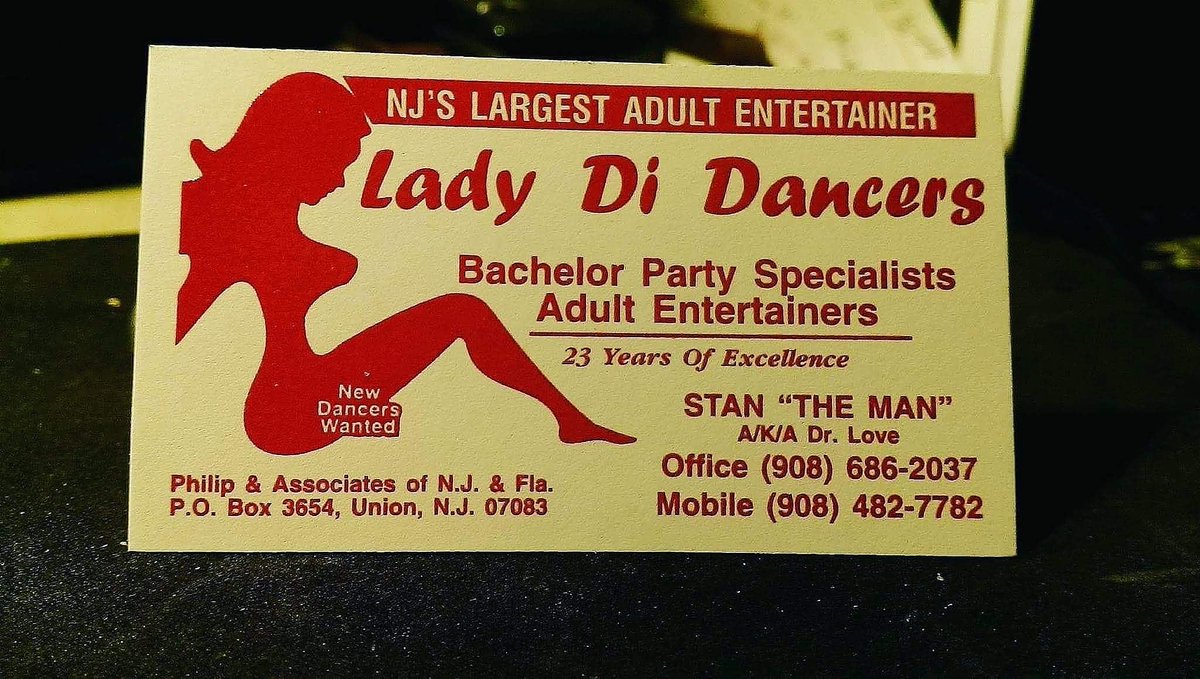 NJ'S LARGEST ADULT ENTERTAINER
Lady Di Dancers
Bachelor Party Specialists
Adult Entertainers
23 Years Of Excellence
New
Dancers
Wanted
STAN "THE MAN"
A/K/A Dr. Love
Office (908) 686-2037
Mobile (908) 482-7782
Philip & Associates of N.J. & Fla.
P.O. Box 3654, Union, N.J. 07083